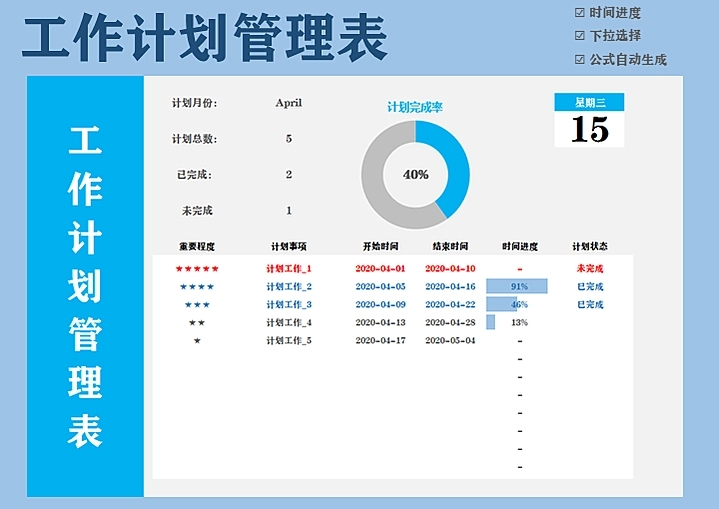 工作计划管理表
☑ 时间进度
☑ 下拉选择
☑ 公式自动生成
工作计划管理表
计划月份: April
计划总数: 5
已完成: 2
未完成 1
计划完成率
40%
星期三
15
重要程度 计划事项 开始时间 结束时间 时间进度 计划状态
★★★★★ 计划工作_1 2020-04-01 2020-04-10 - 未完成
★★★★ 计划工作_2 2020-04-05 2020-04-16 91% 已完成
★★★ 计划工作_3 2020-04-09 2020-04-22 46% 已完成
★★ 计划工作_4 2020-04-13 2020-04-28 13%
★ 计划工作_5 2020-04-17 2020-05-04 -
-
-
-
-
-
-
-